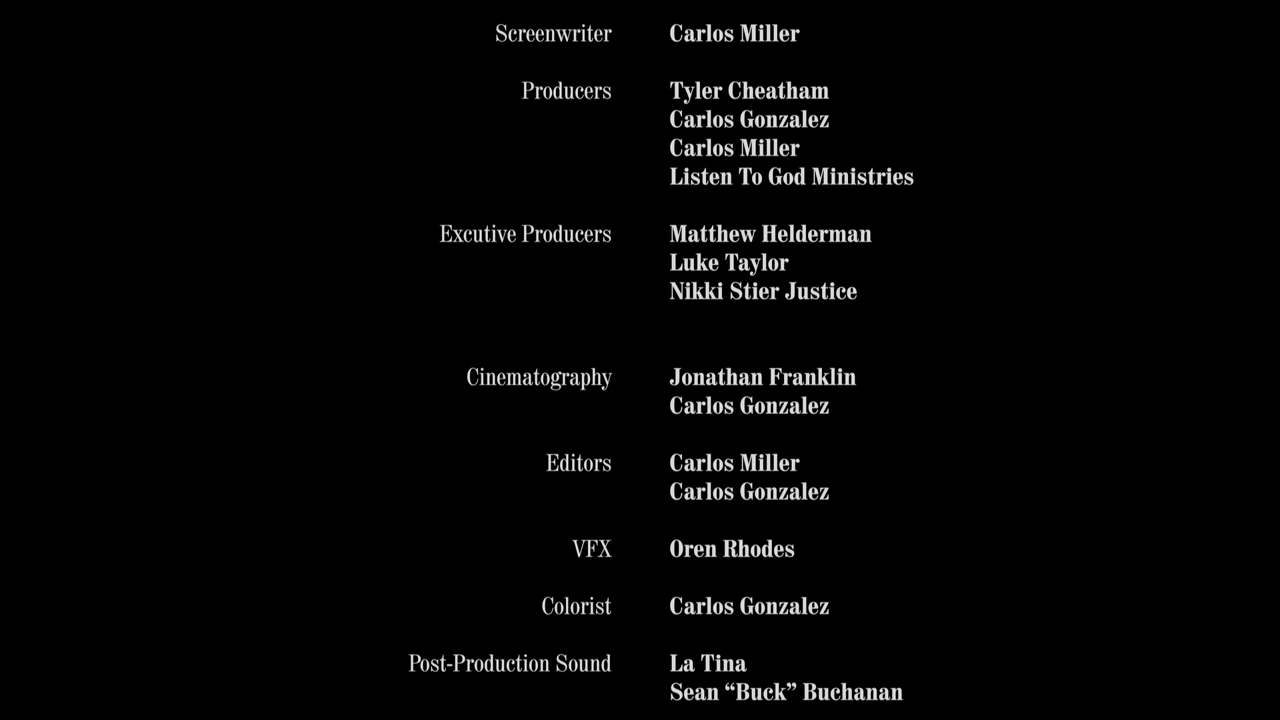 Screenwriter Carlos Miller
Producers Tyler Cheatham
Carlos Gonzalez
Carlos Miller
Listen To God Ministries
Excutive Producers Matthew Helderman
Luke Taylor
Nikki Stier Justice
Cinematography Jonathan Franklin
Carlos Gonzalez
Editors Carlos Miller
Carlos Gonzalez
VFX Oren Rhodes
Colorist Carlos Gonzalez
Post-Production Sound La Tina
Sean “Buck” Buchanan